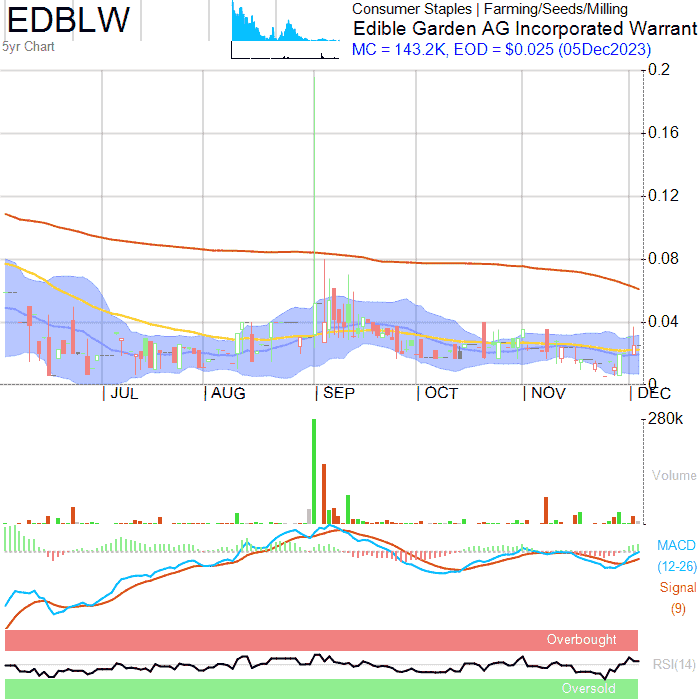 EDBLW
5yr Chart
Consumer Staples | Farming/Seeds/Milling
Edible Garden AG Incorporated Warrant
MC = 143.2K, EOD = $0.025 (05Dec2023)
0.2
0.16
0.12
0.08
0.04
0
JUL
AUG
SEP
OCT
NOV
DEC
280k
Volume
MACD
(12-26)
Signal
(9)
Overbought
RSI(14)
Oversold